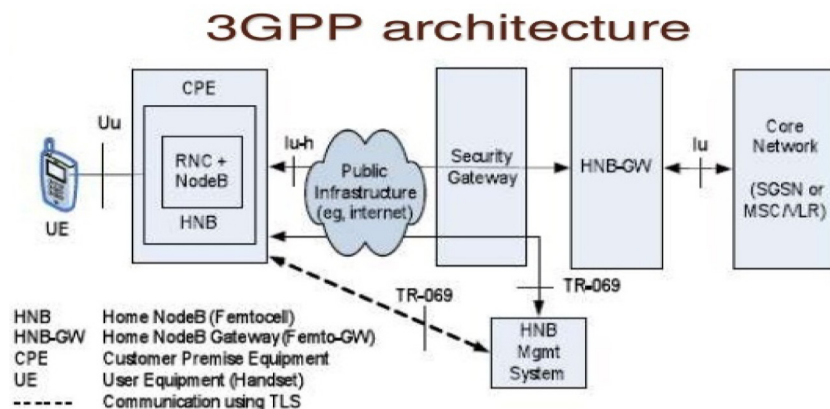 3GPP architecture
CPE
Uu
RNC +
NodeB
HNB
UE
Iu-h
Public
Infrastructure
(eg, internet)
Security
Gateway
HNB-GW
Iu
Core
Network
(SGSN or
MSC/VLR)
TR-069
TR-069
HNB
Mgmt
System
HNB Home NodeB (Femtocell)
HNB-GW Home NodeB Gateway(Femto-GW)
CPE Customer Premise Equipment
UE User Equipment (Handset)
Communication using TLS